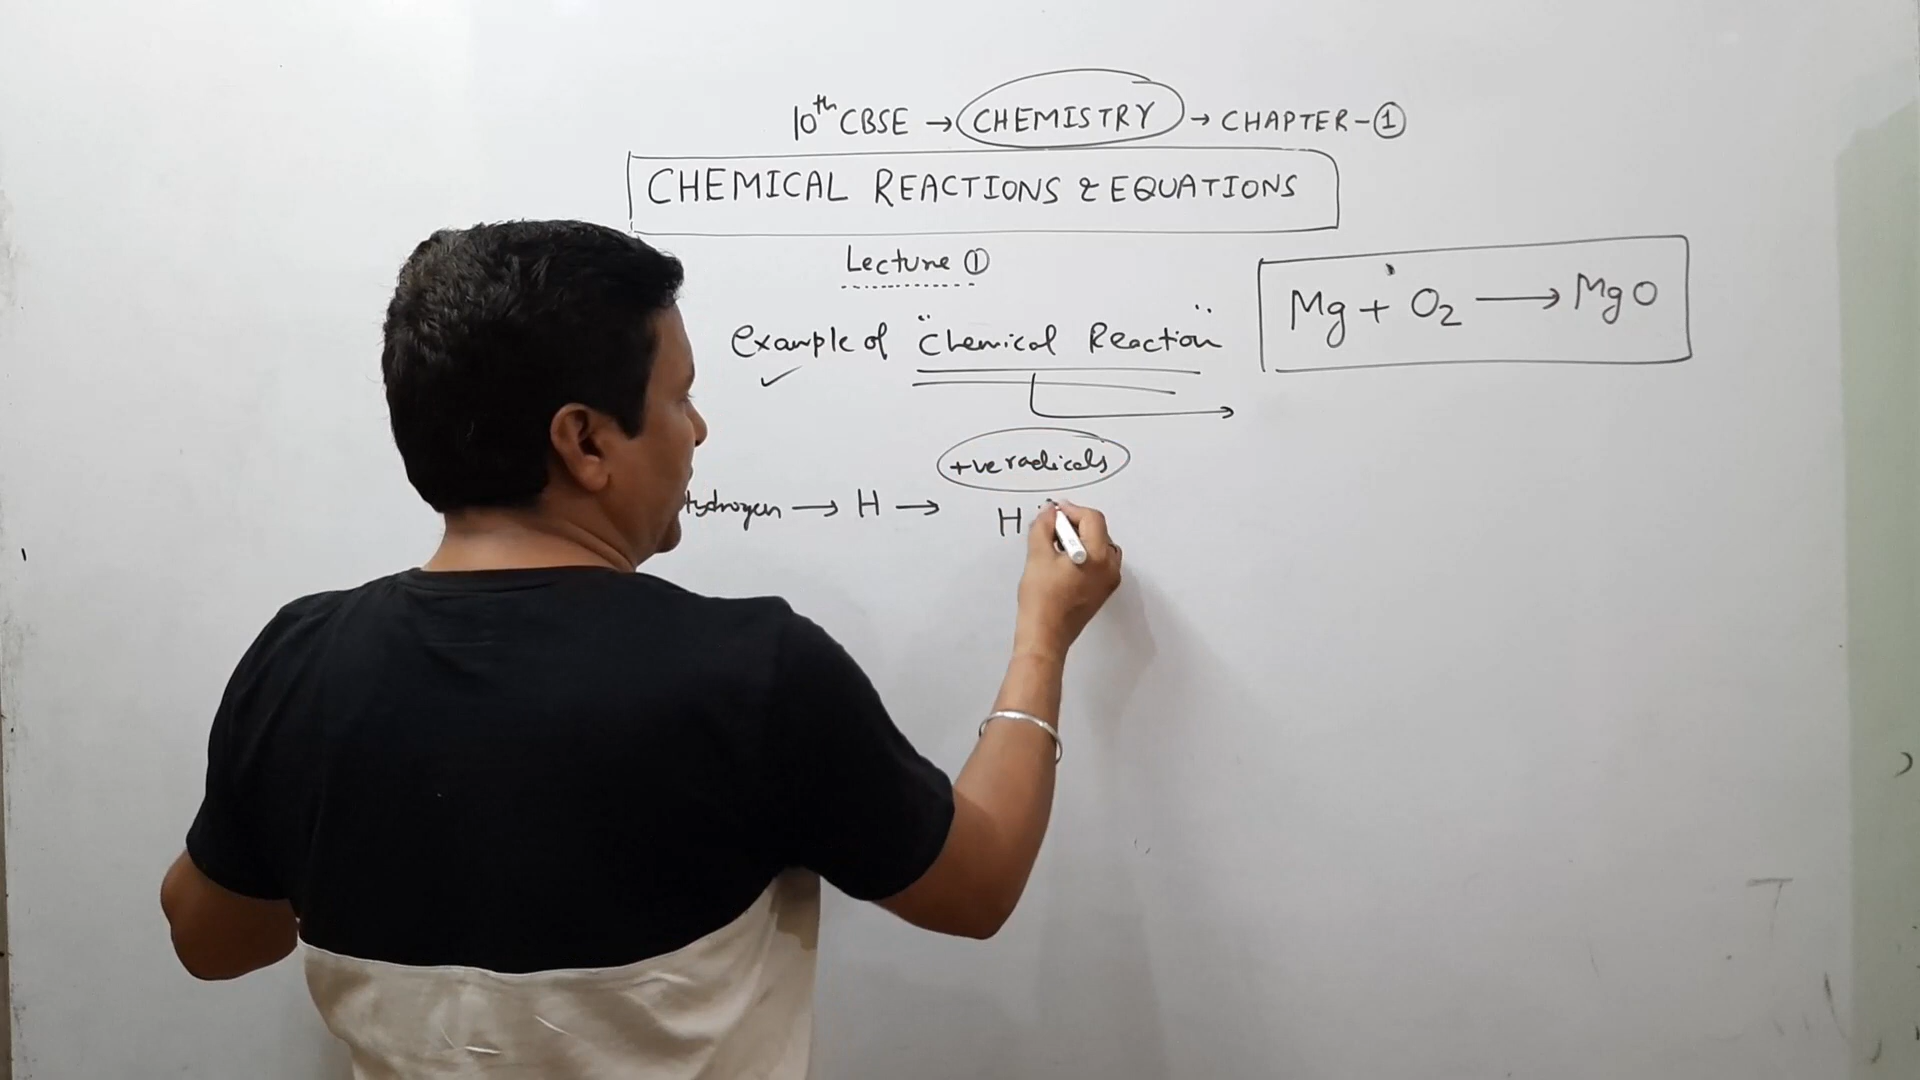 10th CBSE → CHEMISTRY → CHAPTER-①
CHEMICAL REACTIONS & EQUATIONS
Lecture ①
Example of "Chemical Reaction"
Mg + O₂ → MgO
+ve radicals
Hydrogen → H → H